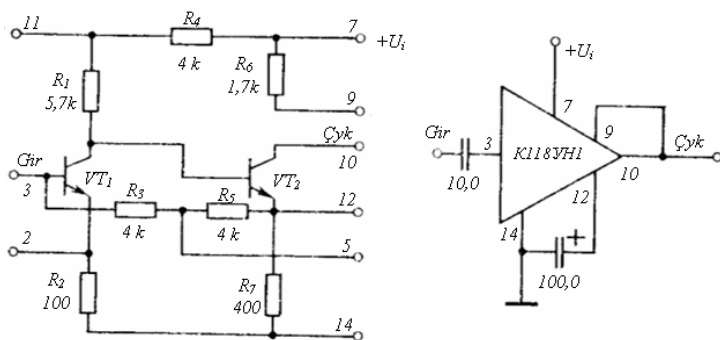 11
R4
4 k
7
+Ui
R1
5,7k
R6
1,7k
9
Çyk
10
Gir
3
VT1
VT2
R3
4 k
R5
4 k
12
2
5
R2
100
R7
400
14
+Ui
7
Gir
3
10,0
K118УH1
9
Çyk
10
12
14
+
100,0